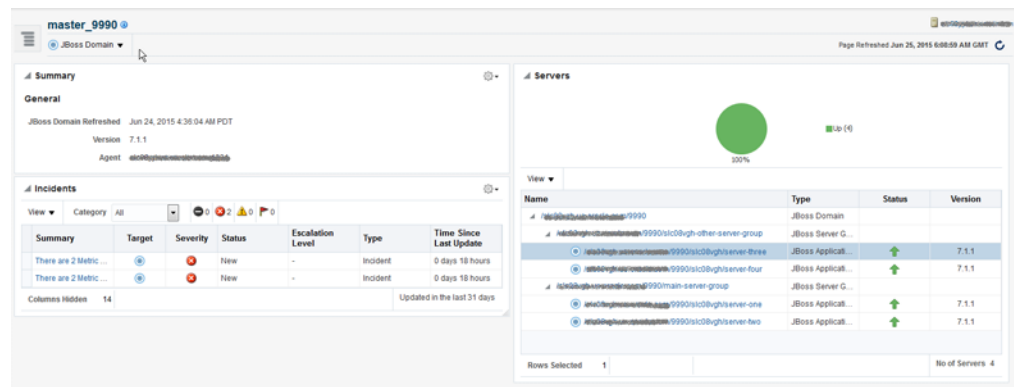 master_9990
JBoss Domain
Page Refreshed Jun 25, 2015 6:08:59 AM GMT
Summary
General
JBoss Domain Refreshed Jun 24, 2015 4:36:04 AM PDT
Version 7.1.1
Agent
Incidents
View Category All 0 2 0 0
Summary Target Severity Status Escalation Level Type Time Since Last Update
There are 2 Metric ... New - Incident 0 days 18 hours
There are 2 Metric ... New - Incident 0 days 18 hours
Columns Hidden 14 Updated in the last 31 days
Servers
Up (4)
100%
View
Name Type Status Version
/9990 JBoss Domain
/9990/slc08vgh-other-server-group JBoss Server G...
/9990/slc08vgh/server-three JBoss Applicati... 7.1.1
/9990/slc08vgh/server-four JBoss Applicati... 7.1.1
/9990/main-server-group JBoss Server G...
/9990/slc08vgh/server-one JBoss Applicati... 7.1.1
/9990/slc08vgh/server-two JBoss Applicati... 7.1.1
Rows Selected 1 No of Servers 4